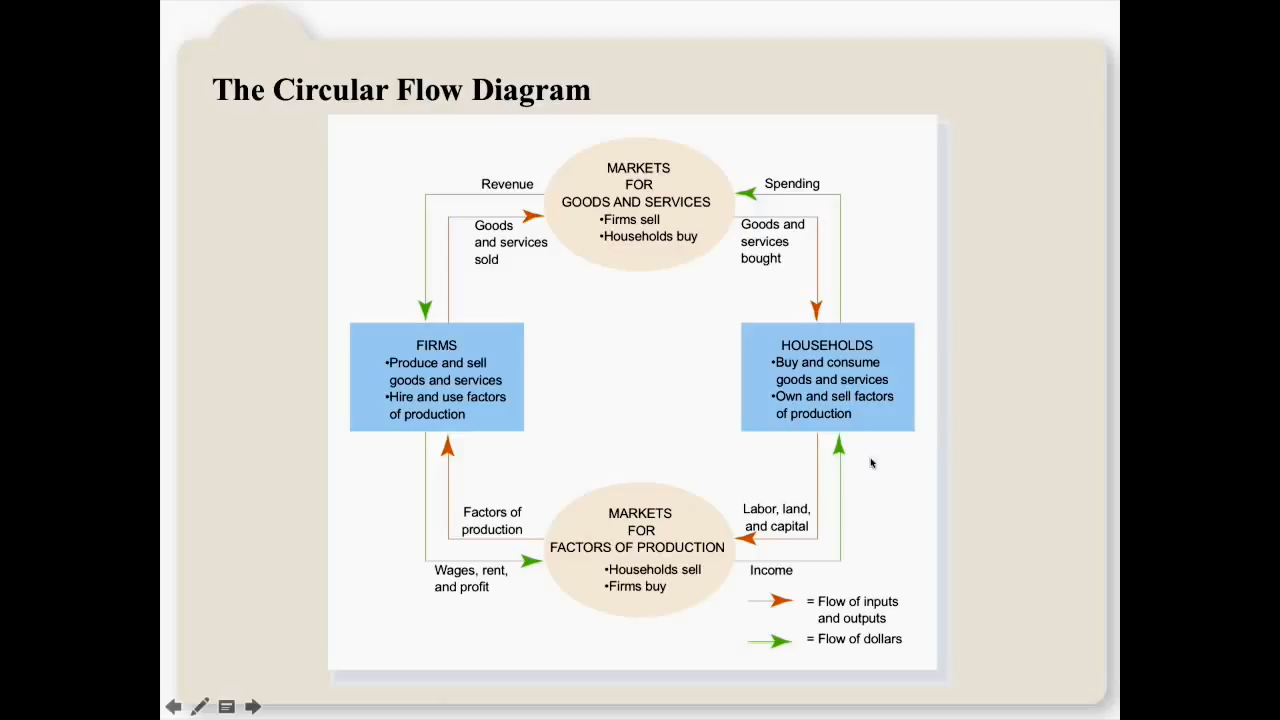 The Circular Flow Diagram
MARKETS
FOR
GOODS AND SERVICES
•Firms sell
•Households buy
Revenue
Goods
and services
sold
Spending
Goods and
services
bought
FIRMS
•Produce and sell
goods and services
•Hire and use factors
of production
HOUSEHOLDS
•Buy and consume
goods and services
•Own and sell factors
of production
Factors of
production
Wages, rent,
and profit
MARKETS
FOR
FACTORS OF PRODUCTION
•Households sell
•Firms buy
Labor, land,
and capital
Income
= Flow of inputs
and outputs
= Flow of dollars